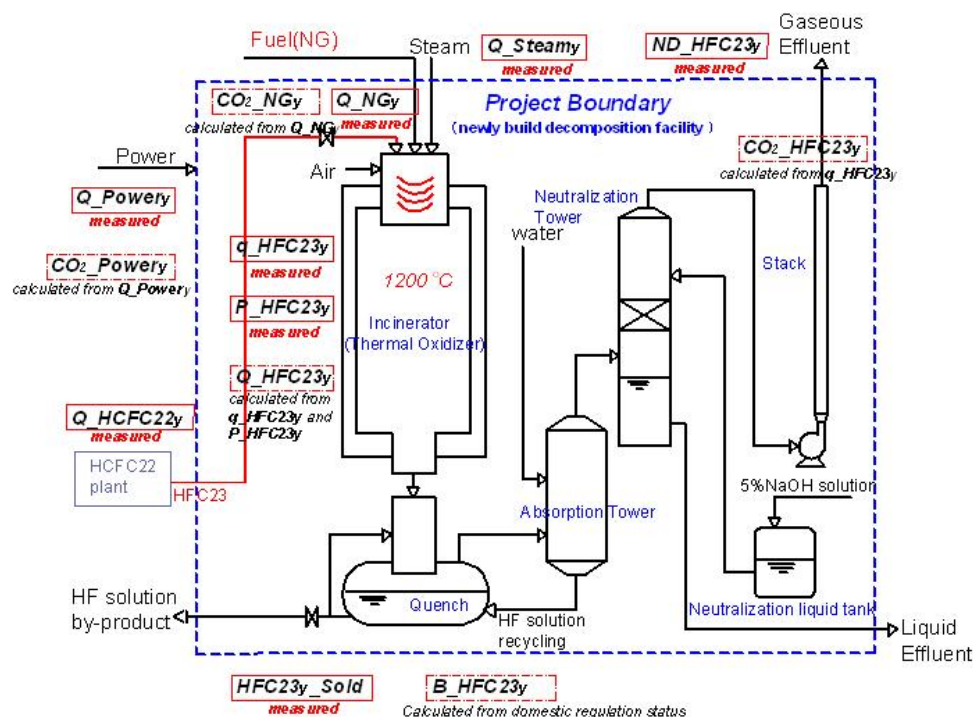 Gaseous
Effluent
Fuel(NG)
Steam
Q_Steamy
measured
ND_HFC23y
measured
CO2_NGy
Q_NGy
calculated from Q_NGy
measured
Project Boundary
(newly build decomposition facility)
Power
Air
CO2_HFC23y
calculated from q_HFC23y
Q_Powery
measured
Neutralization
Tower
water
q_HFC23y
measured
Stack
CO2_Powery
calculated from Q_Powery
1200 °C
P_HFC23y
measured
Incinerator
(Thermal Oxidizer)
Q_HFC23y
calculated from
q_HFC23y and
P_HFC23y
Q_HCFC22y
measured
HCFC22
plant
HFC23
5%NaOH solution
Absorption Tower
HF solution
by-product
Quench
HF solution
recycling
Neutralization liquid tank
Liquid
Effluent
HFC23y_Sold
measured
B_HFC23y
Calculated from domestic regulation status